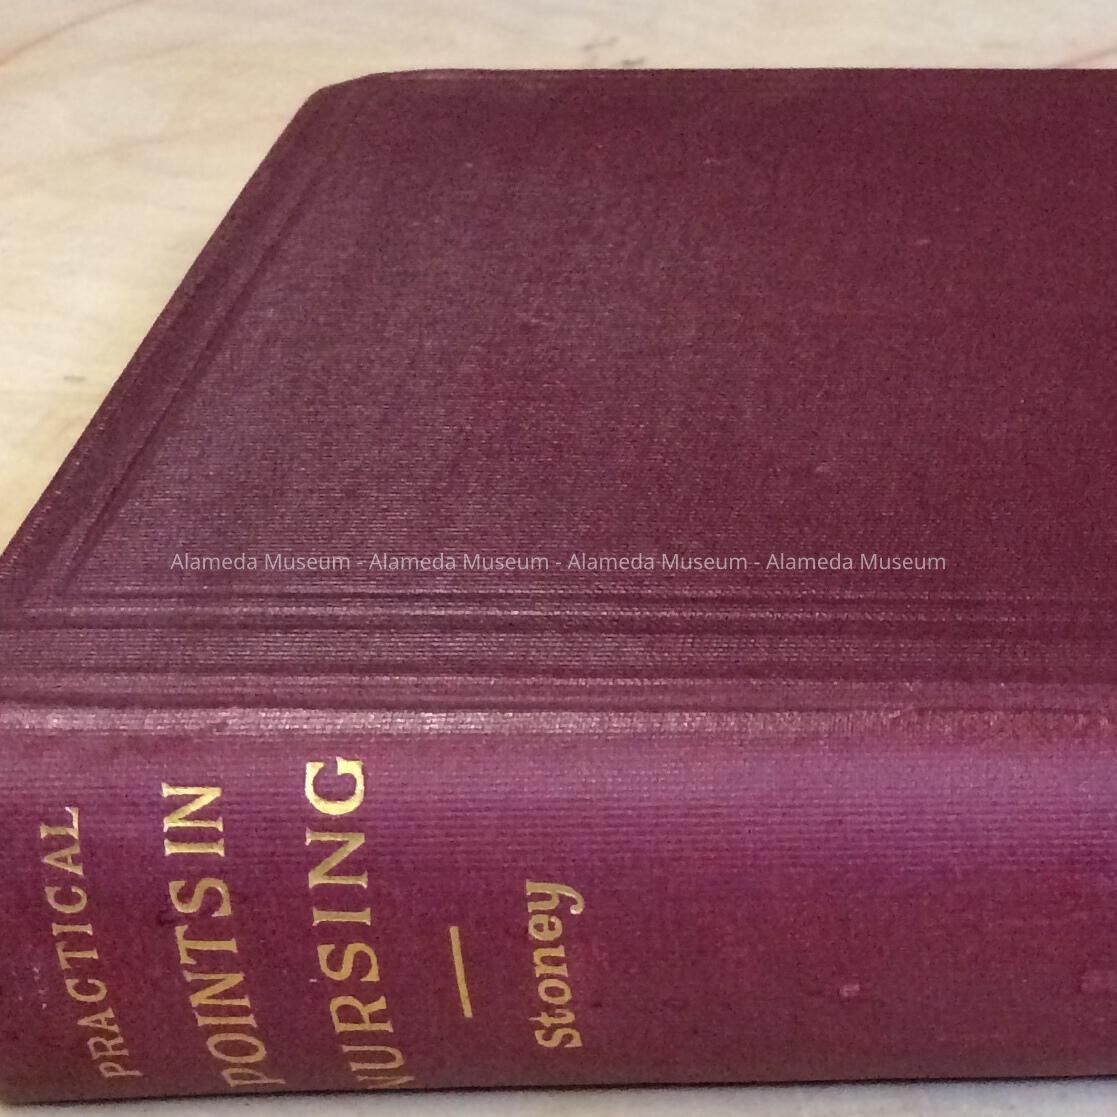 PRACTICAL
POINTS IN
NURSING
Stoney
Alameda Museum - Alameda Museum - Alameda Museum - Alameda Museum